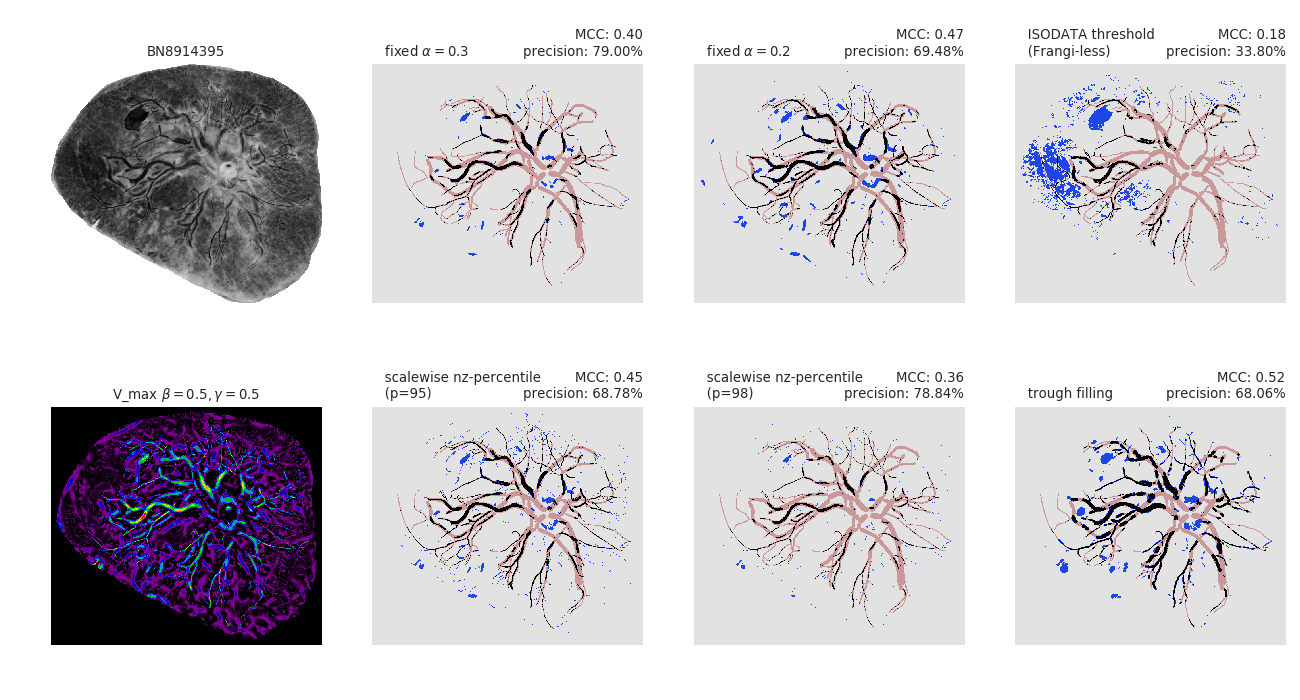 BN8914395
MCC: 0.40
fixed α = 0.3 precision: 79.00%
MCC: 0.47
fixed α = 0.2 precision: 69.48%
ISODATA threshold MCC: 0.18
(Frangi-less) precision: 33.80%
V_max β = 0.5, γ = 0.5
scalewise nz-percentile MCC: 0.45
(p=95) precision: 68.78%
scalewise nz-percentile MCC: 0.36
(p=98) precision: 78.84%
MCC: 0.52
trough filling precision: 68.06%